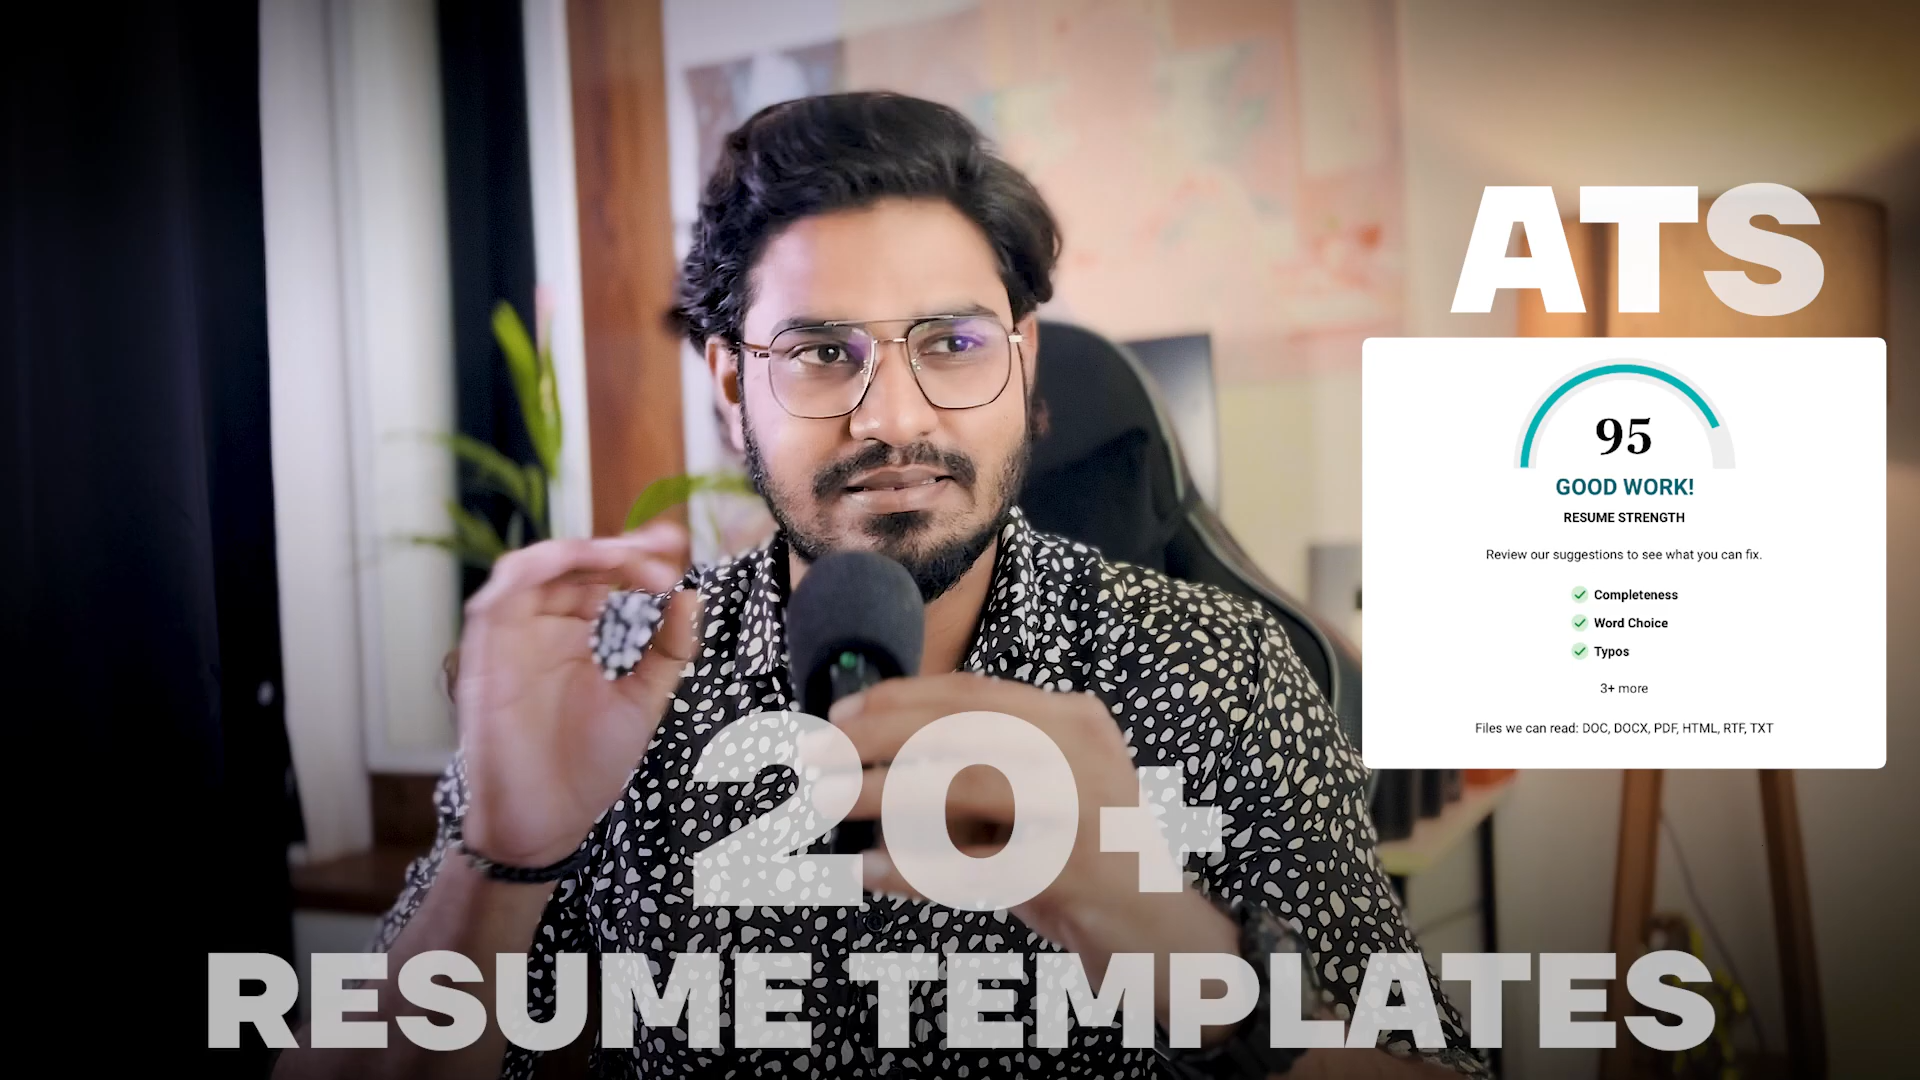 ATS
95
GOOD WORK!
RESUME STRENGTH
Review our suggestions to see what you can fix.
Completeness
Word Choice
Typos
3+ more
Files we can read: DOC, DOCX, PDF, HTML, RTF, TXT
20+
RESUME TEMPLATES